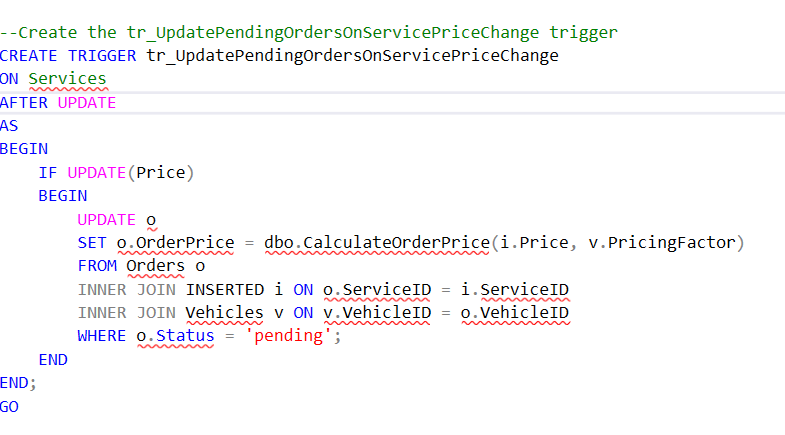 --Create the tr_UpdatePendingOrdersOnServicePriceChange trigger
CREATE TRIGGER tr_UpdatePendingOrdersOnServicePriceChange
ON Services
AFTER UPDATE
AS
BEGIN
    IF UPDATE(Price)
    BEGIN
        UPDATE o
        SET o.OrderPrice = dbo.CalculateOrderPrice(i.Price, v.PricingFactor)
        FROM Orders o
        INNER JOIN INSERTED i ON o.ServiceID = i.ServiceID
        INNER JOIN Vehicles v ON v.VehicleID = o.VehicleID
        WHERE o.Status = 'pending';
    END
END;
GO